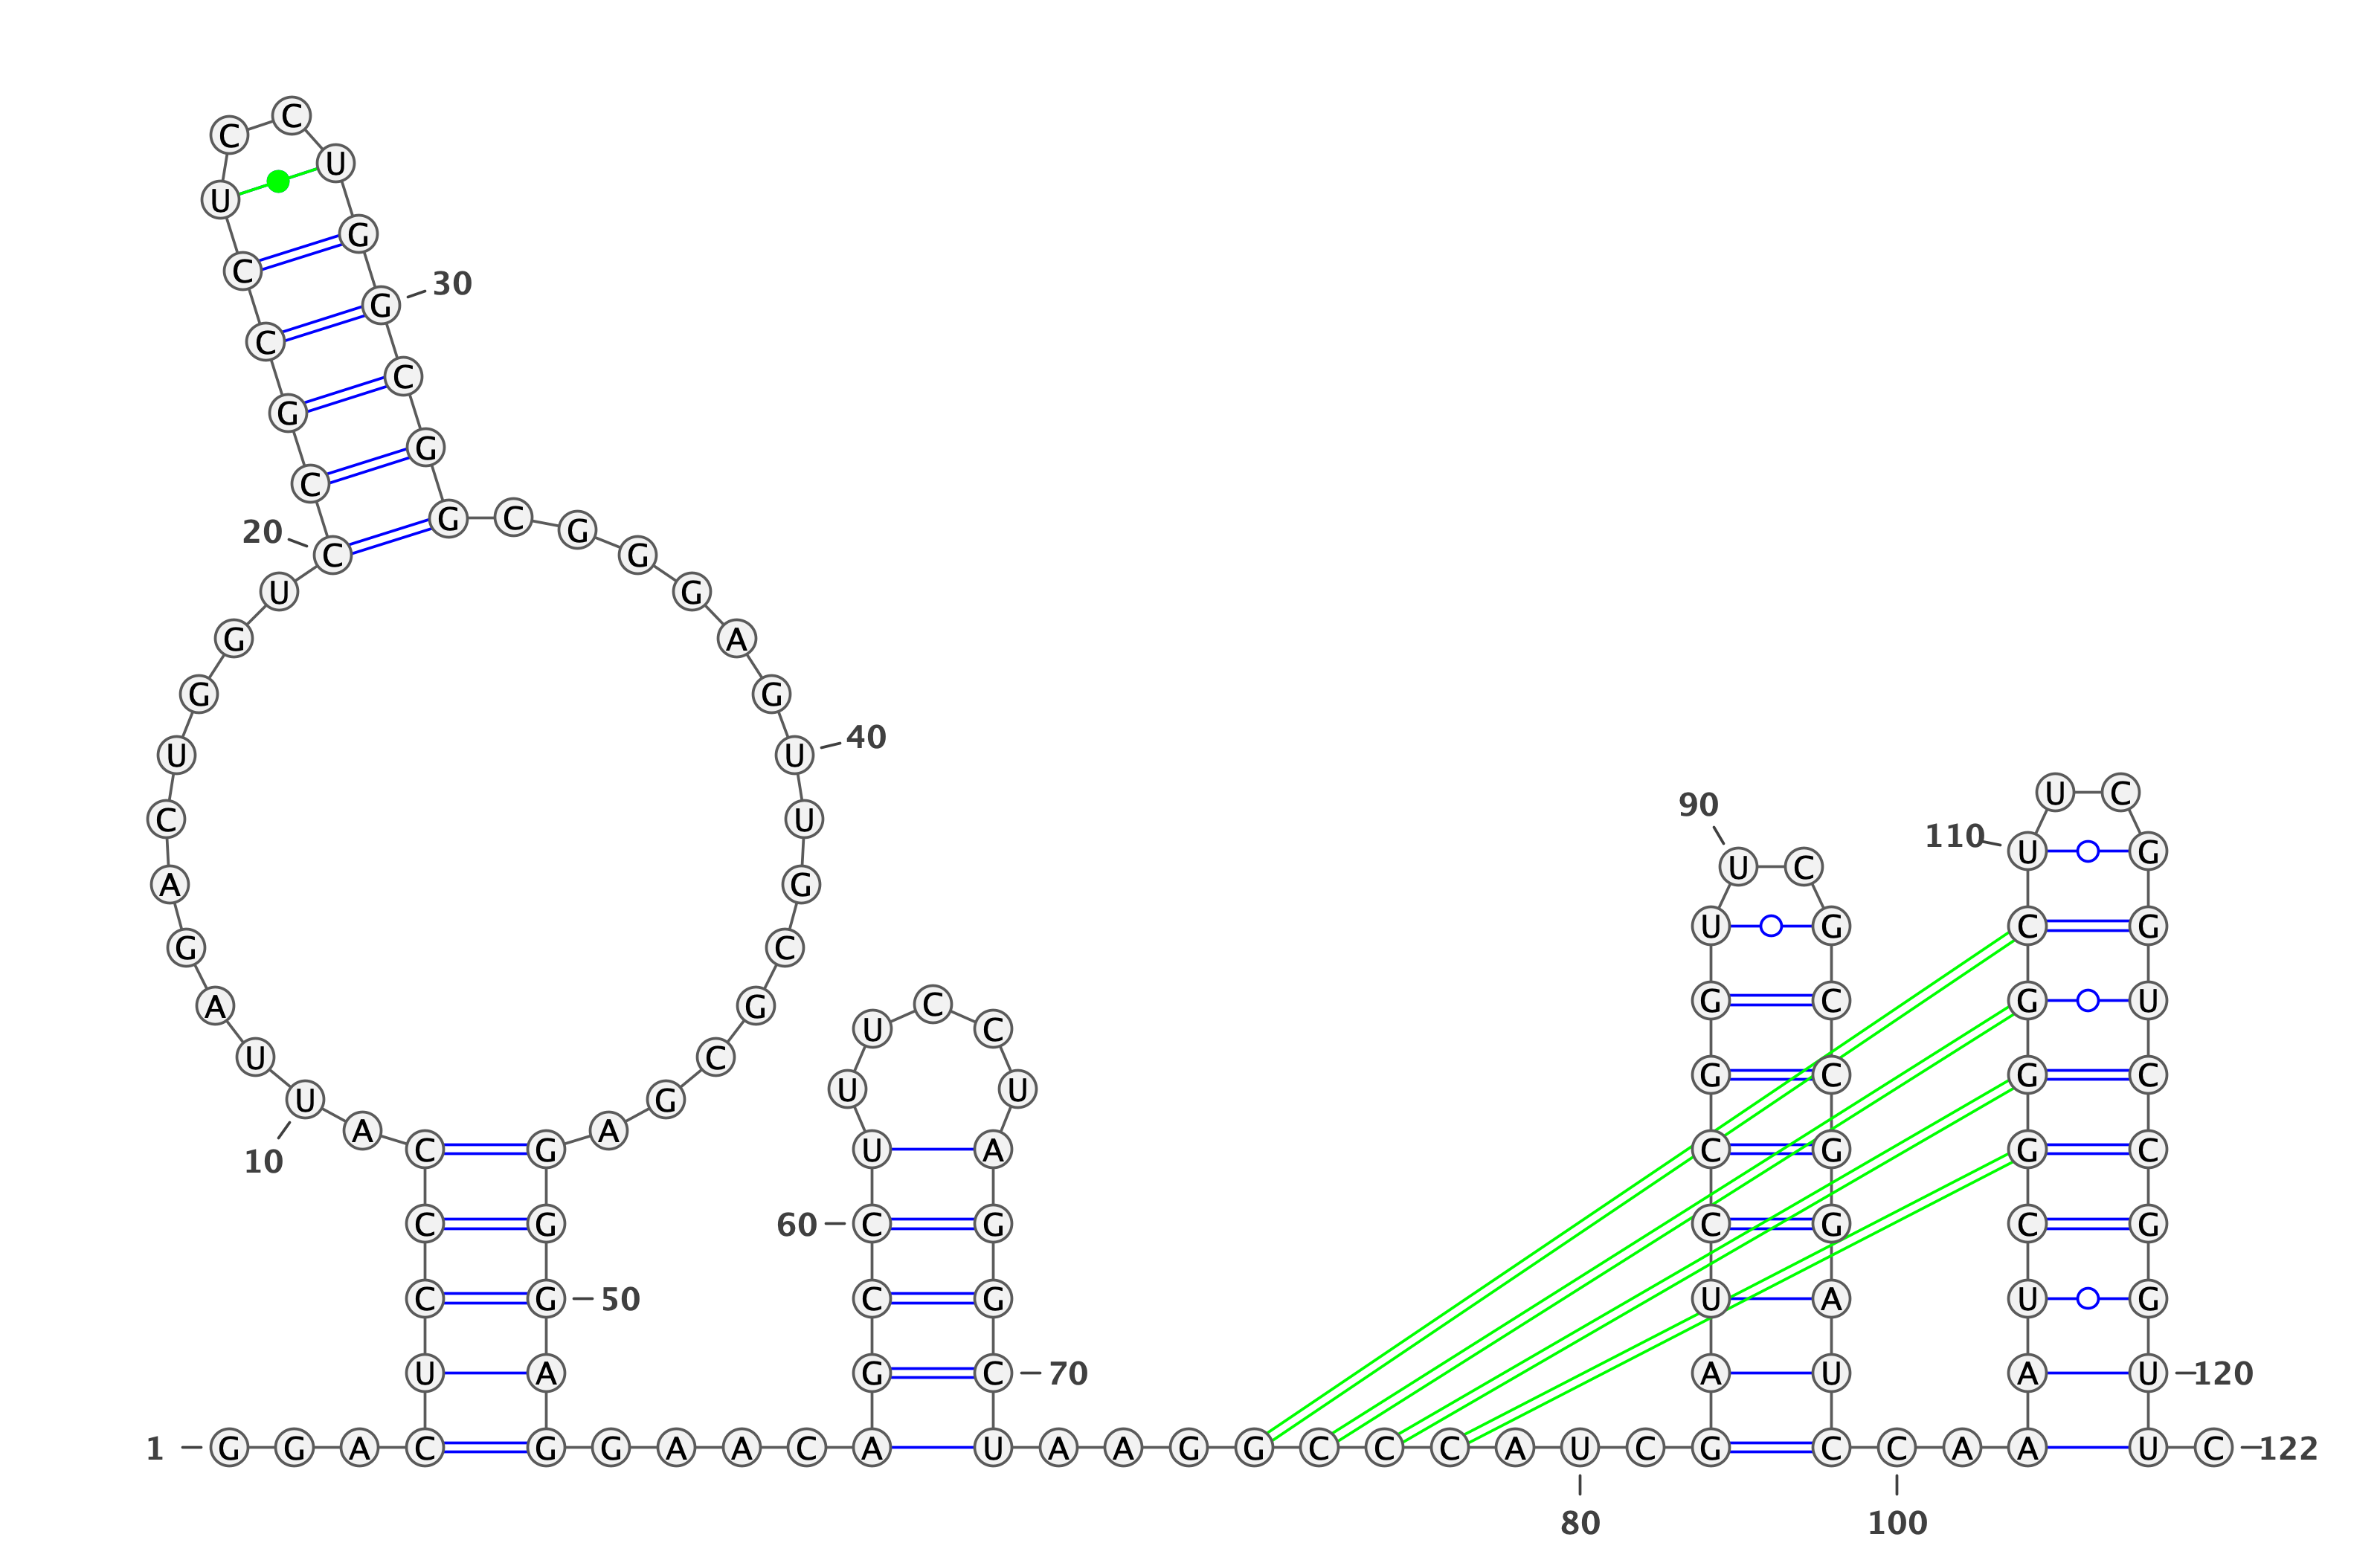 C
C
U
U
G
C
G 30
C
C
G
G
C
G C G
20
C G
U G
G A
G G
U U 40
U C
90
C U
110 U G
U C
A G
U G C G
G C
G C G U
A C G
U C
U C
G C G C
U U
U G
A A
C G U A C G G C
10
C G 60 C G C G C G
C G 50 C G U A U G
U A G C 70 A U A U 120
1 G G A C G G A A C A U A A G G C C C A U C G C C A A U C 122
80 100